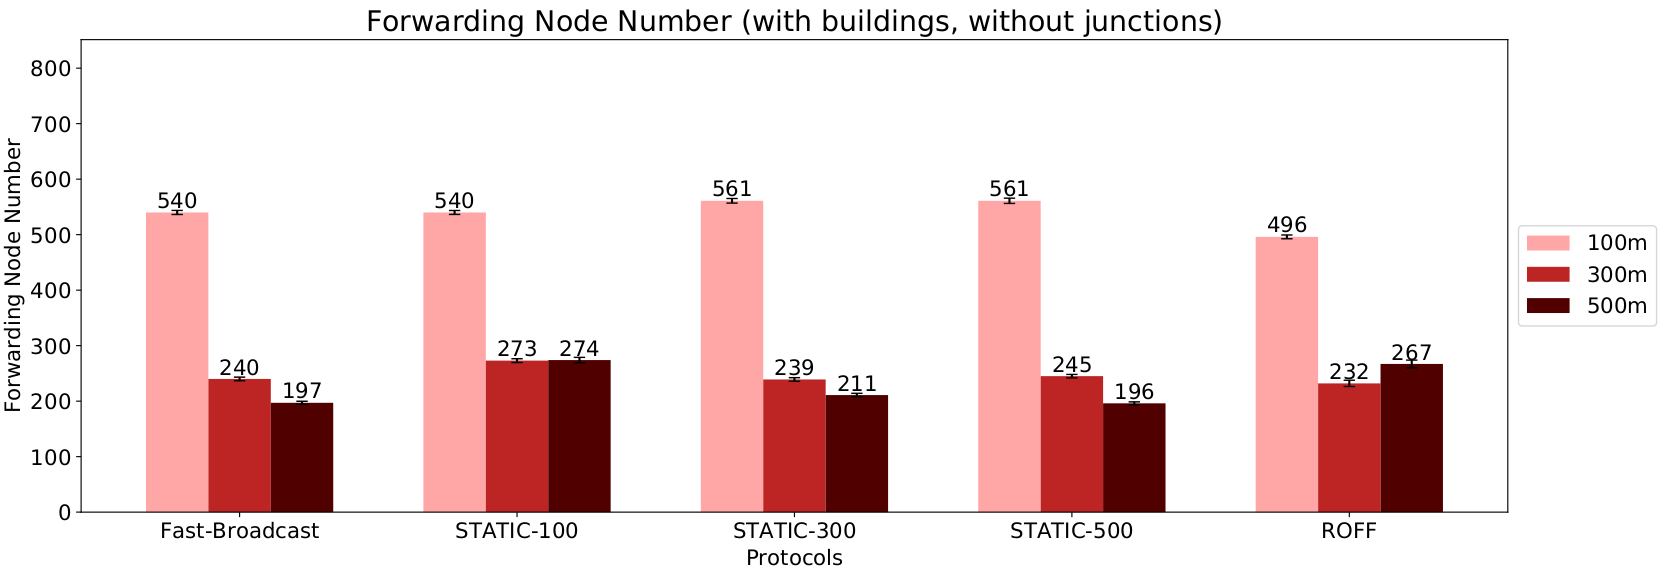 Forwarding Node Number (with buildings, without junctions)
Forwarding Node Number
800
700
600
500
400
300
200
100
0
540
240
197
540
273
274
561
239
211
561
245
196
496
232
267
Fast-Broadcast
STATIC-100
STATIC-300
STATIC-500
ROFF
Protocols
100m
300m
500m